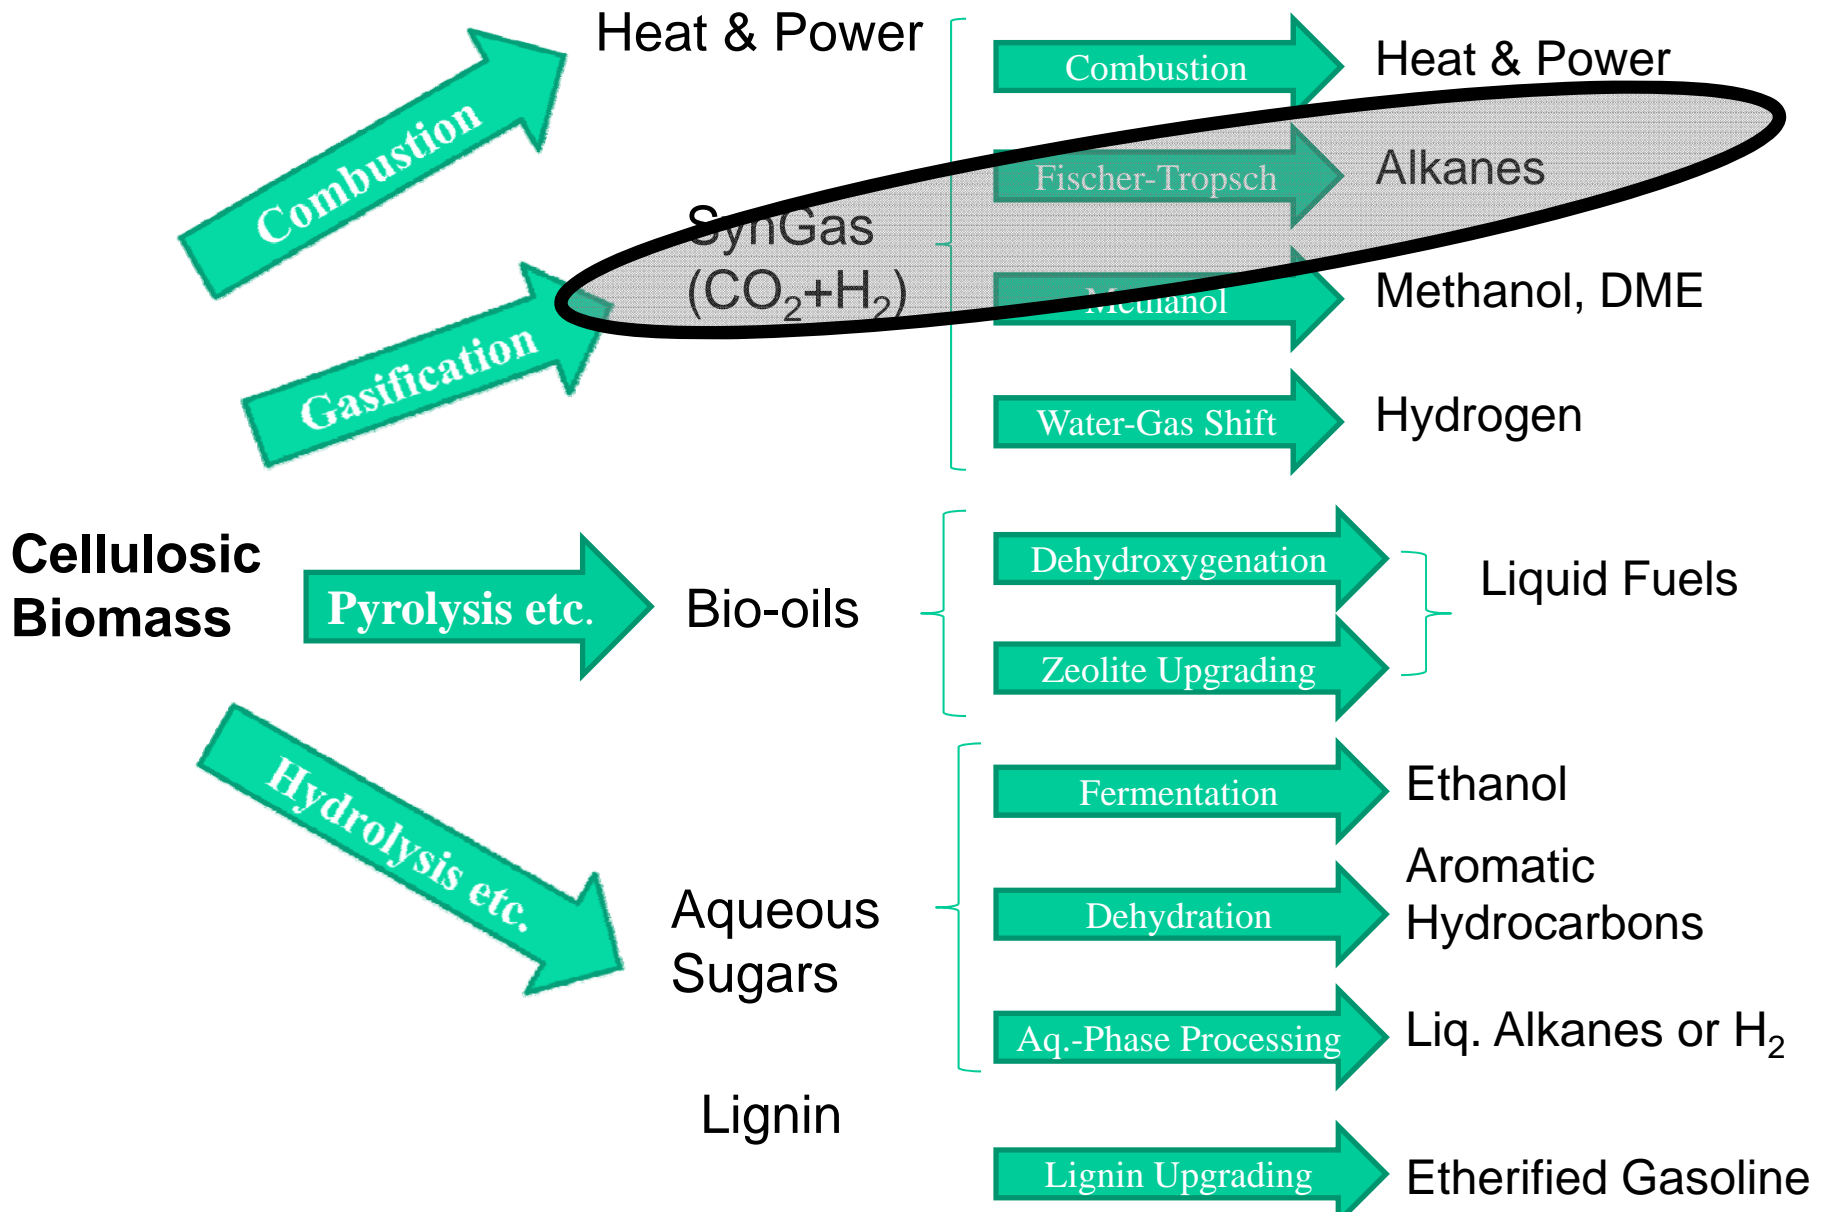 Heat & Power
Combustion
Combustion
Heat & Power
Fischer-Tropsch
Alkanes
SynGas
(CO₂+H₂)
Methanol
Methanol, DME
Gasification
Water-Gas Shift
Hydrogen
Cellulosic
Biomass
Pyrolysis etc.
Bio-oils
Dehydroxygenation
Zeolite Upgrading
Liquid Fuels
Hydrolysis etc.
Aqueous
Sugars
Fermentation
Ethanol
Dehydration
Aromatic
Hydrocarbons
Aq.-Phase Processing
Liq. Alkanes or H₂
Lignin
Lignin Upgrading
Etherified Gasoline